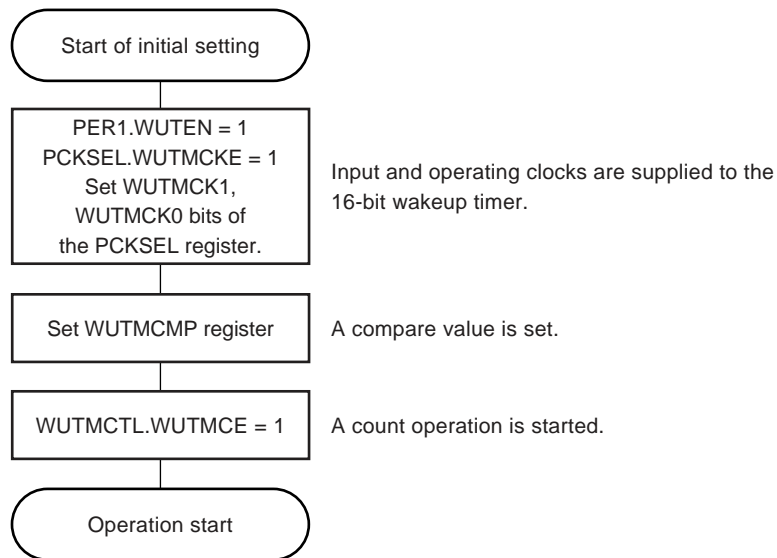 Start of initial setting
PER1.WUTEN = 1
PCKSEL.WUTMCKE = 1
Set WUTMCK1,
WUTMCK0 bits of
the PCKSEL register.
Input and operating clocks are supplied to the
16-bit wakeup timer.
Set WUTMCMP register
A compare value is set.
WUTMCTL.WUTMCE = 1
A count operation is started.
Operation start